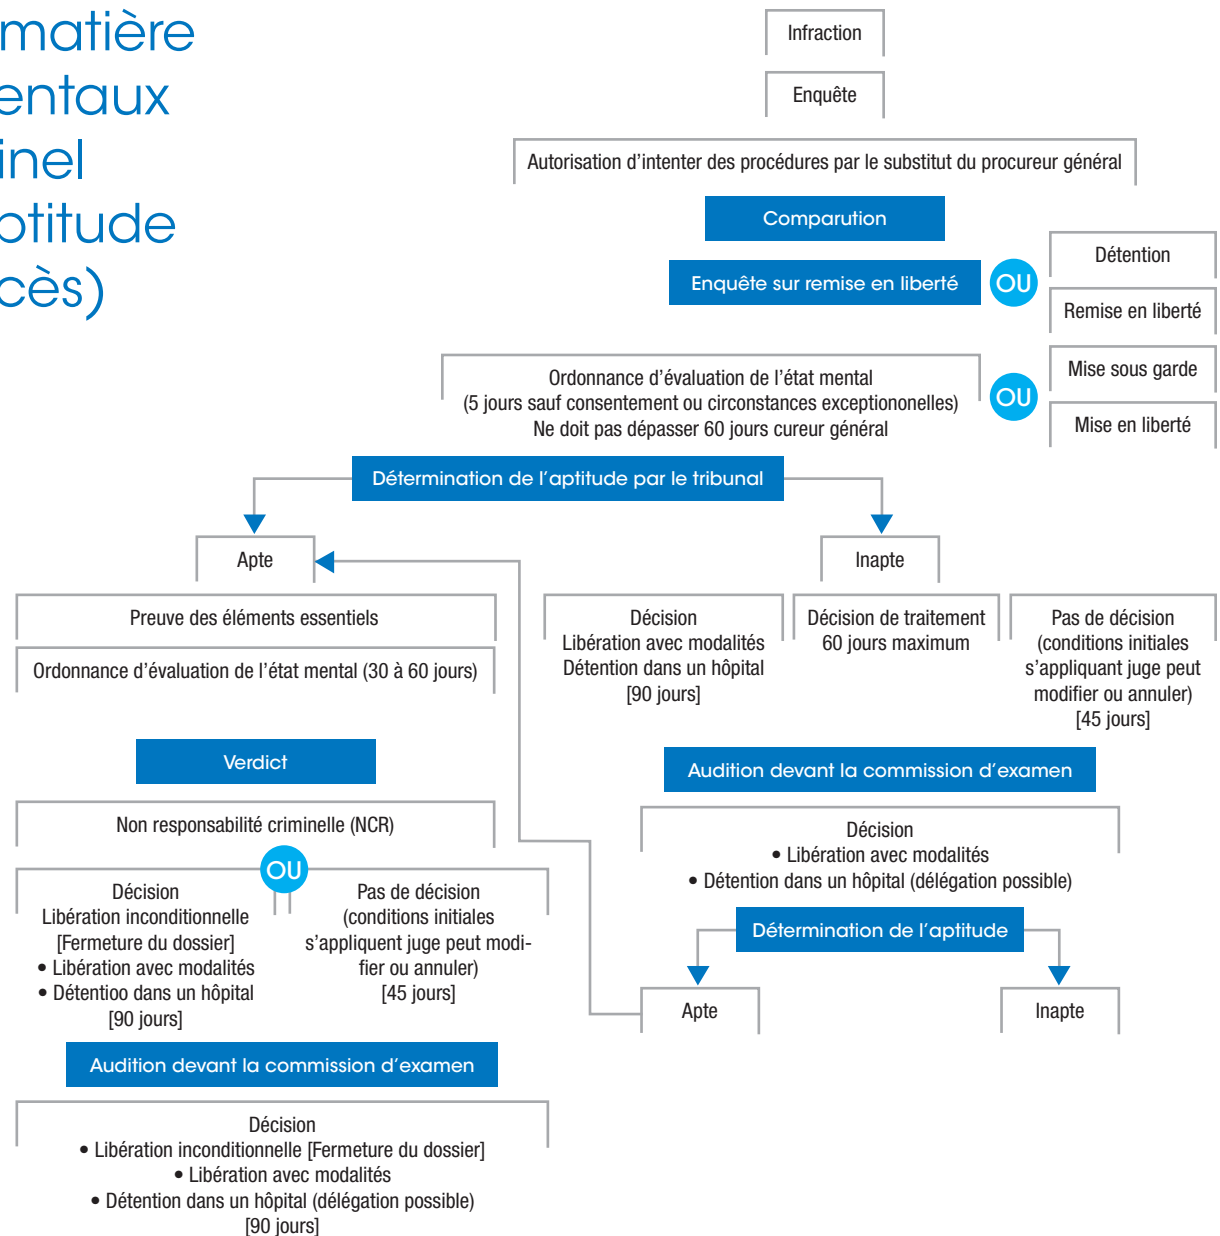 matière
entaux
inel
ptitude
cès)
Infraction
Enquête
Autorisation d'intenter des procédures par le substitut du procureur général
Comparution
Enquête sur remise en liberté
OU
Détention
Remise en liberté
Ordonnance d'évaluation de l'état mental
(5 jours sauf consentement ou circonstances exceptiononelles)
Ne doit pas dépasser 60 jours cureur général
OU
Mise sous garde
Mise en liberté
Détermination de l'aptitude par le tribunal
Apte
Inapte
Preuve des éléments essentiels
Ordonnance d'évaluation de l'état mental (30 à 60 jours)
Décision
Libération avec modalités
Détention dans un hôpital
[90 jours]
Décision de traitement
60 jours maximum
Pas de décision
(conditions initiales
s'appliquant juge peut
modifier ou annuler)
[45 jours]
Verdict
Non responsabilité criminelle (NCR)
OU
Décision
Libération inconditionnelle
[Fermeture du dossier]
• Libération avec modalités
• Détentioo dans un hôpital
[90 jours]
Pas de décision
(conditions initiales
s'appliquent juge peut modi-
fier ou annuler)
[45 jours]
Audition devant la commission d'examen
Décision
• Libération avec modalités
• Détention dans un hôpital (délégation possible)
Détermination de l'aptitude
Apte
Inapte
Audition devant la commission d'examen
Décision
• Libération inconditionnelle [Fermeture du dossier]
• Libération avec modalités
• Détention dans un hôpital (délégation possible)
[90 jours]